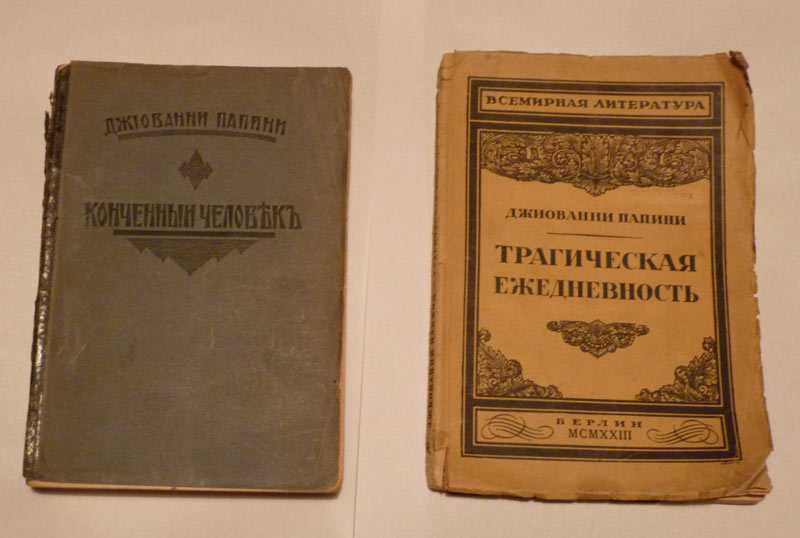 ДЖІОВАННИ ПАПИНИ
КОНЧЕННЫЙ ЧЕЛОВѢКЪ
ВСЕМИРНАЯ ЛИТЕРАТУРА
ДЖИОВАННИ ПАПИНИ
ТРАГИЧЕСКАЯ
ЕЖЕДНЕВНОСТЬ
БЕРЛИН
MCMXXIII